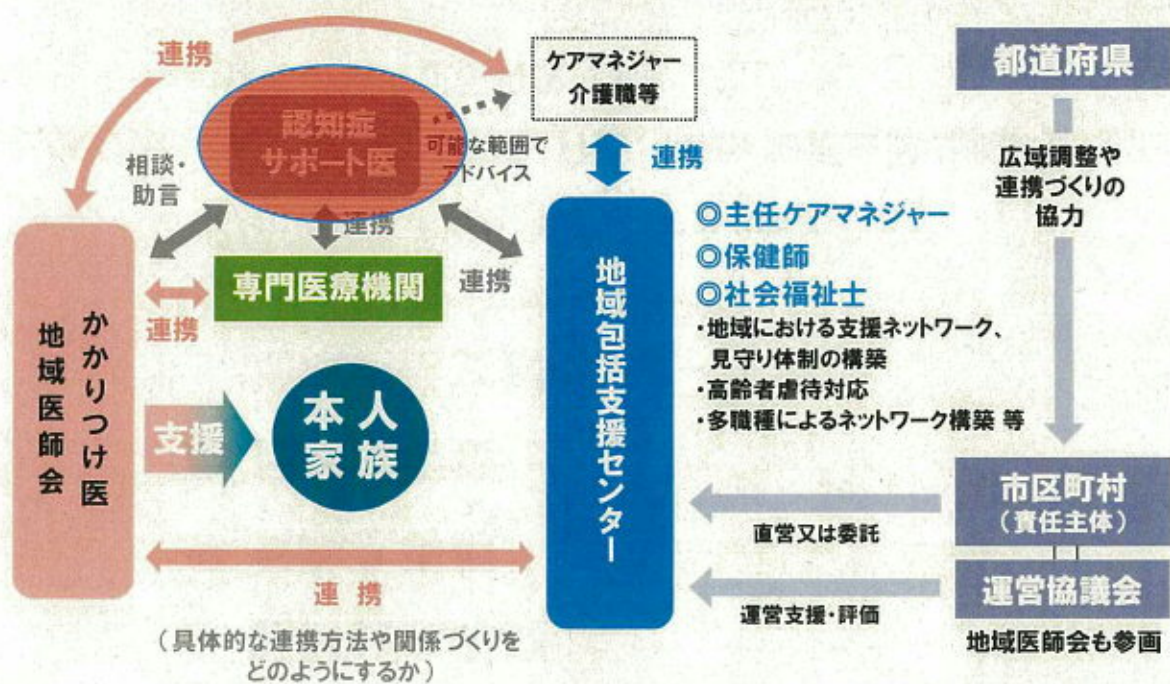 連携
ケアマネジャー
介護職等
都道府県
認知症
サポート医
可能な範囲で
アドバイス
相談・
助言
連携
広域調整や
連携づくりの
協力
連携
連携
専門医療機関
連携
かかりつけ医
地域医師会
支援
本人
家族
地域包括支援センター
◎主任ケアマネジャー
◎保健師
◎社会福祉士
・地域における支援ネットワーク、
見守り体制の構築
・高齢者虐待対応
・多職種によるネットワーク構築 等
市区町村
（責任主体）
直営又は委託
運営協議会
運営支援・評価
地域医師会も参画
連 携
（具体的な連携方法や関係づくりを
どのようにするか）